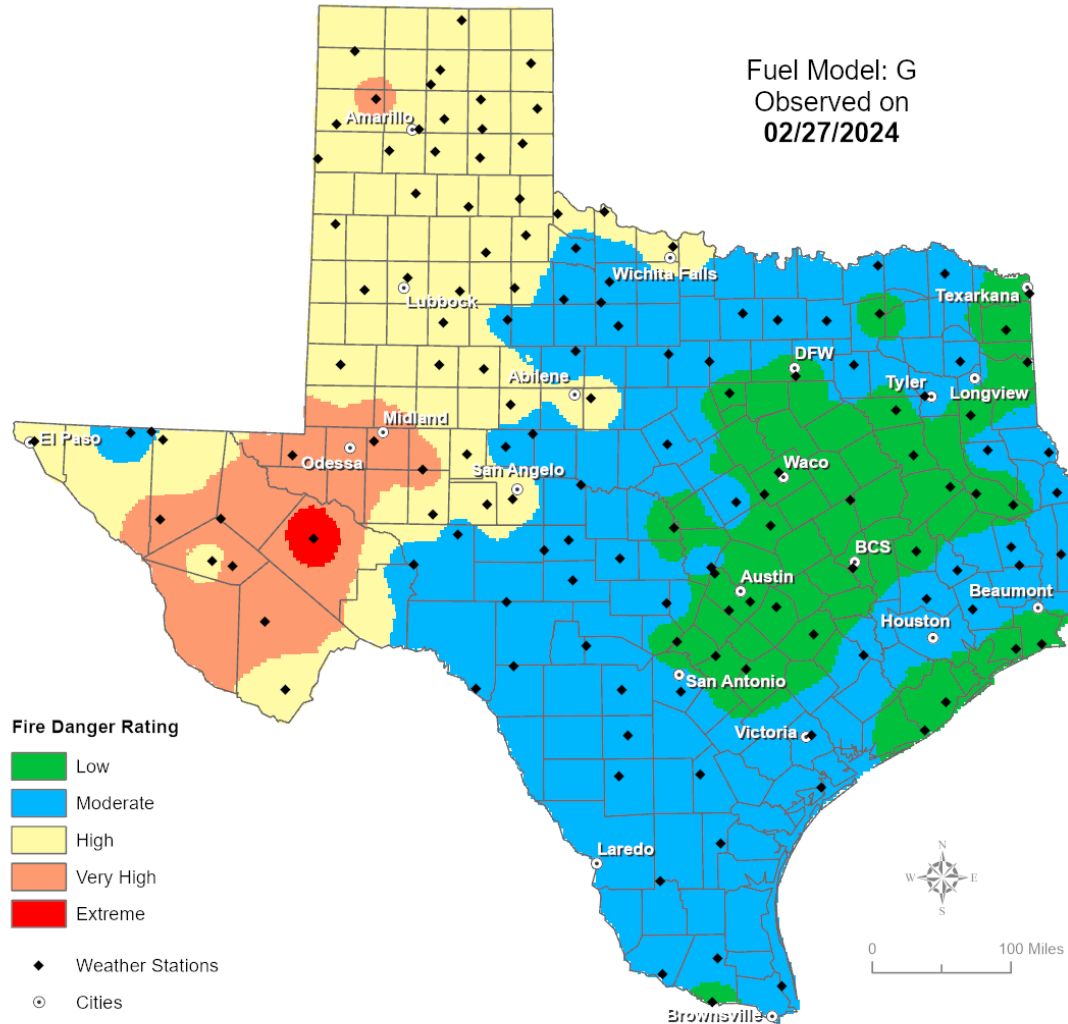 Fuel Model: G
Observed on
02/27/2024
Amarillo
Wichita Falls
Lubbock
Texarkana
DFW
Abilene
Tyler
Longview
Midland
El Paso
Odessa
San Angelo
Waco
BCS
Austin
Beaumont
Houston
San Antonio
Victoria
Laredo
Brownsville
Fire Danger Rating
Low
Moderate
High
Very High
Extreme
Weather Stations
Cities
N
W E
S
0 100 Miles